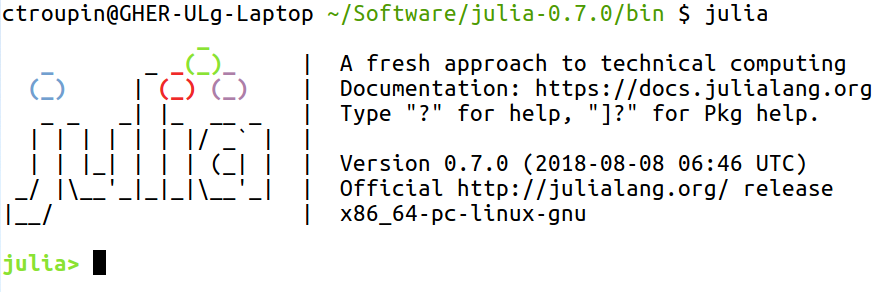 ctroupin@GHER-ULg-Laptop ~/Software/julia-0.7.0/bin $ julia
               _
   _       _ _(_)_     |  A fresh approach to technical computing
  (_)     | (_) (_)    |  Documentation: https://docs.julialang.org
   _ _   _| |_  __ _   |  Type "?" for help, "]?" for Pkg help.
  | | | | | | |/ _` |  |
  | | |_| | | | (_| |  |  Version 0.7.0 (2018-08-08 06:46 UTC)
 _/ |\__'_|_|_|\__'_|  |  Official http://julialang.org/ release
|__/                   |  x86_64-pc-linux-gnu
julia>